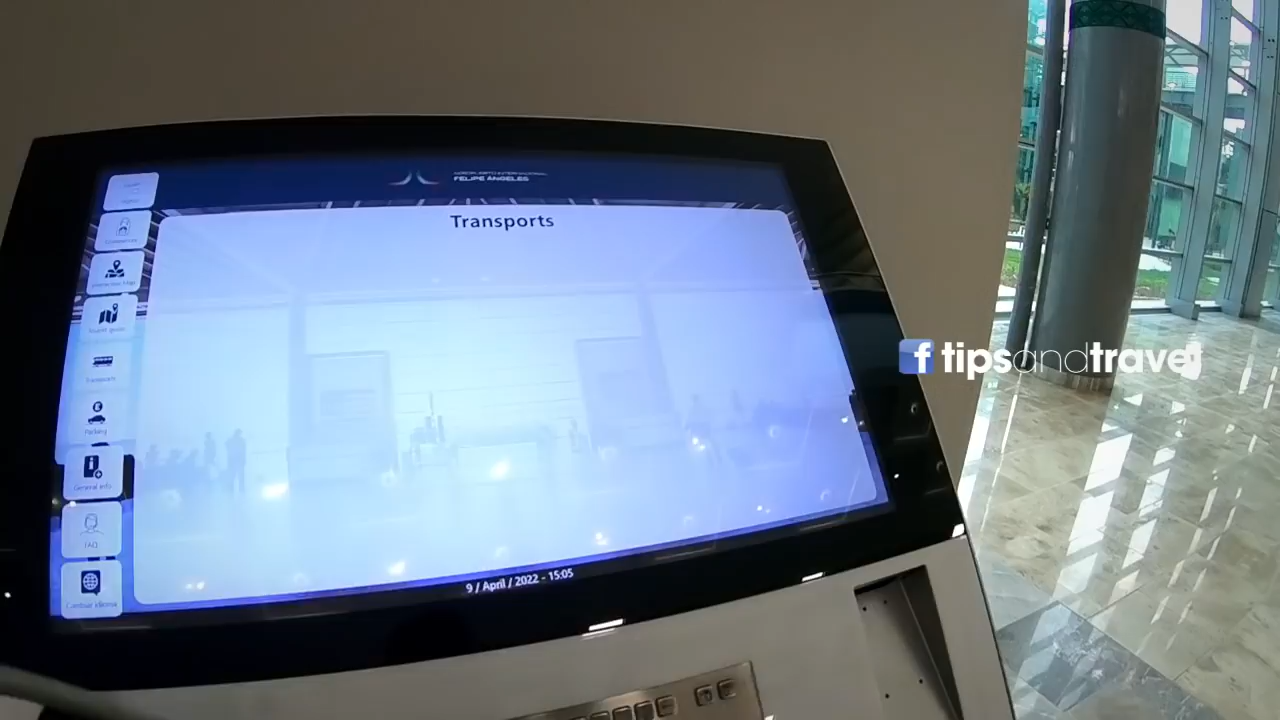 AEROPUERTO INTERNACIONAL
FELIPE ÁNGELES
Transports
Interactive Map
Tourist guide
Transports
Parking
General info
FAQ
Cambiar idioma
9 / April / 2022 - 15:05
f tipsandtravel